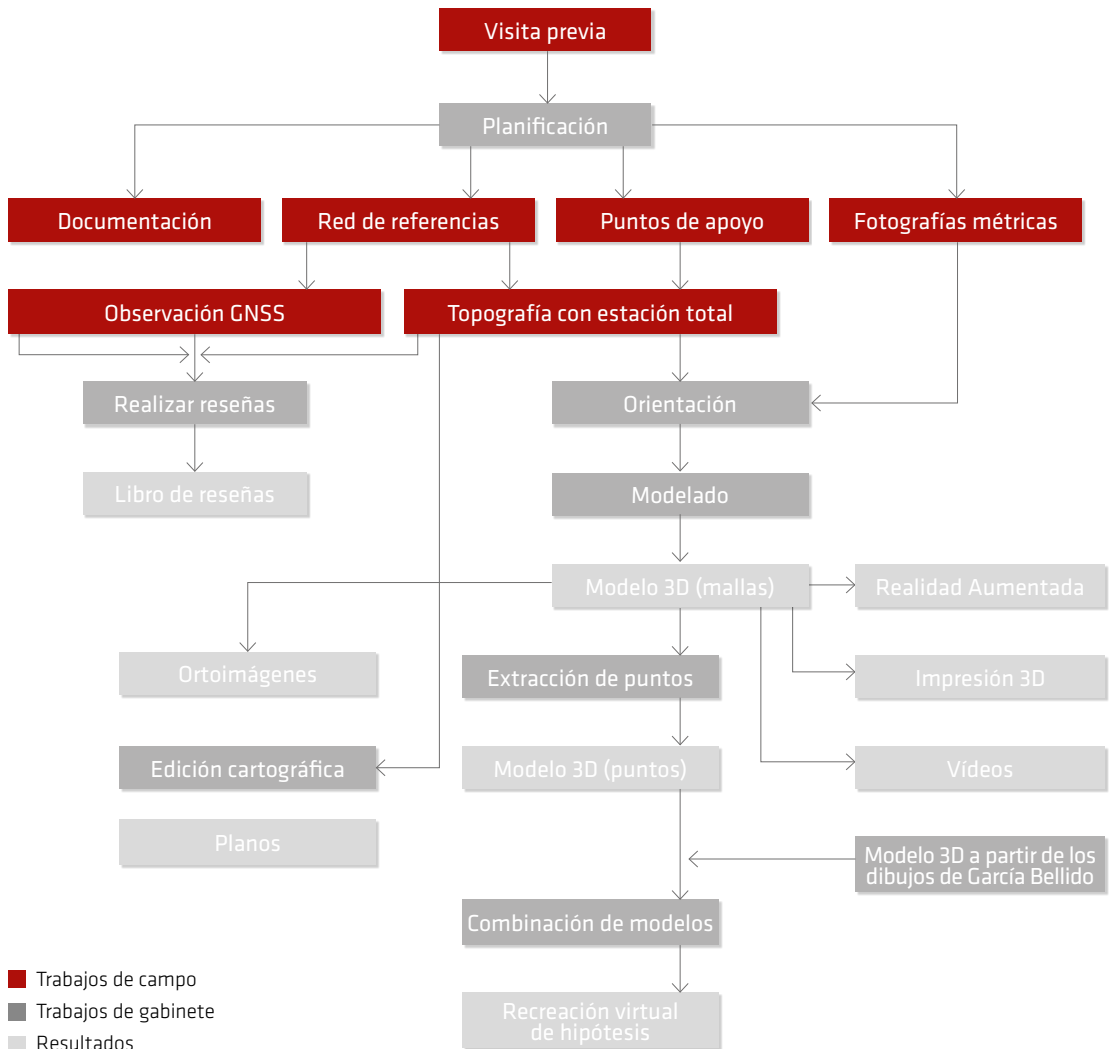 Visita previa
Planificación
Documentación
Red de referencias
Puntos de apoyo
Fotografías métricas
Observación GNSS
Topografía con estación total
Realizar reseñas
Orientación
Libro de reseñas
Modelado
Modelo 3D (mallas)
Realidad Aumentada
Ortoimágenes
Extracción de puntos
Impresión 3D
Edición cartográfica
Modelo 3D (puntos)
Vídeos
Planos
Modelo 3D a partir de los
dibujos de García Bellido
Combinación de modelos
Trabajos de campo
Trabajos de gabinete
Resultados
Recreación virtual
de hipótesis